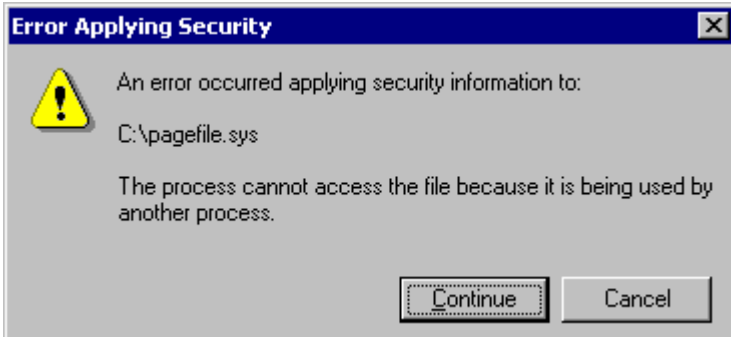 Error Applying Security
An error occurred applying security information to:
C:\pagefile.sys
The process cannot access the file because it is being used by
another process.
Continue Cancel